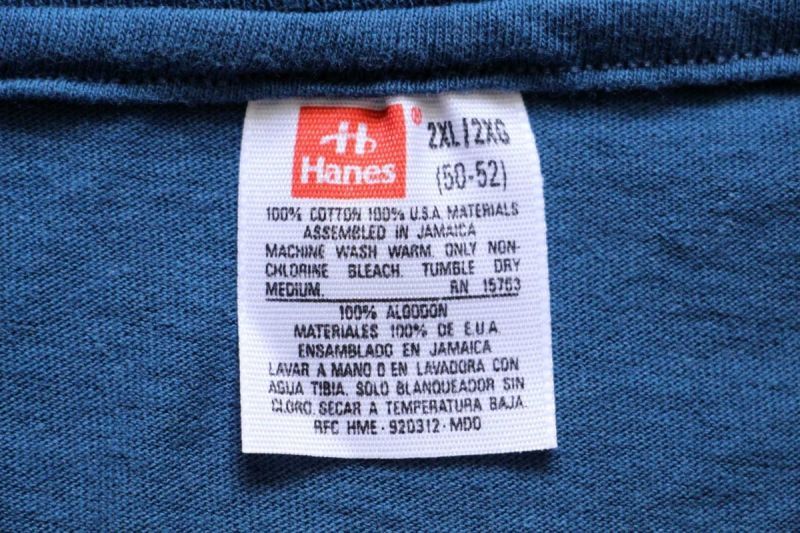 Hanes ®
2XL/2XG
(50-52)
100% COTTON 100% U.S.A. MATERIALS
ASSEMBLED IN JAMAICA
MACHINE WASH WARM. ONLY NON-
CHLORINE BLEACH. TUMBLE DRY
MEDIUM. RN 15763
100% ALGODON
MATERIALES 100% DE E.U.A.
ENSAMBLADO EN JAMAICA
LAVAR A MANO O EN LAVADORA CON
AGUA TIBIA. SOLO BLANQUEADOR SIN
CLORO. SECAR A TEMPERATURA BAJA.
RFC HME-920312-MDO